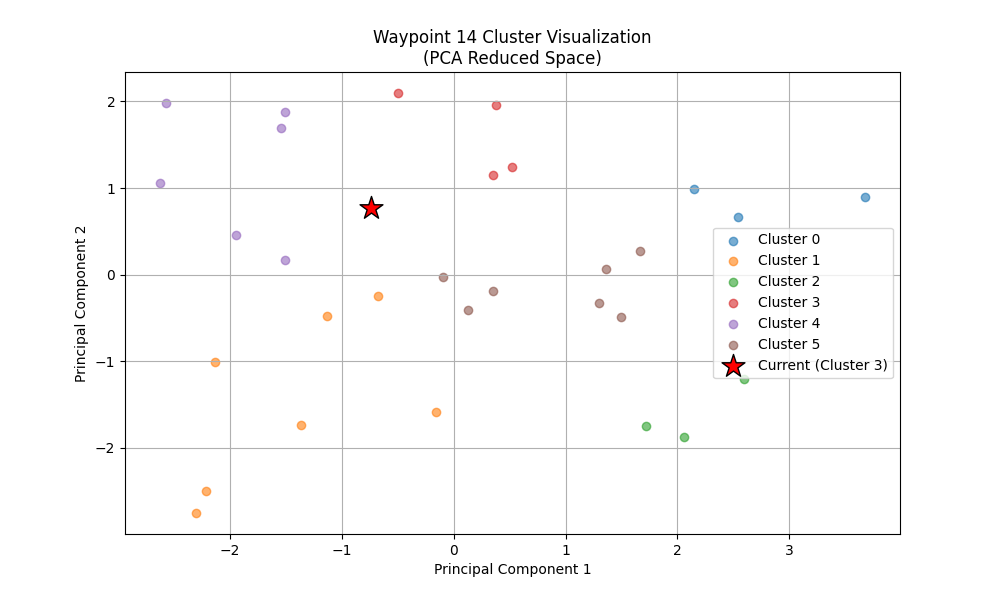 Waypoint 14 Cluster Visualization
(PCA Reduced Space)
Principal Component 2
2
1
0
−1
−2
Cluster 0
Cluster 1
Cluster 2
Cluster 3
Cluster 4
Cluster 5
Current (Cluster 3)
−2 −1 0 1 2 3
Principal Component 1